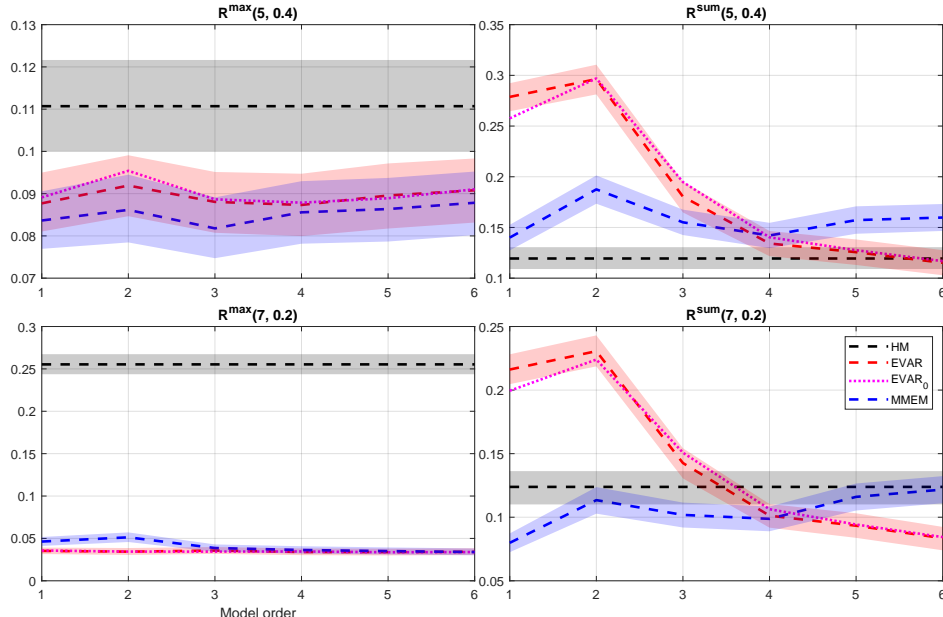 R^max(5, 0.4)
0.13
0.12
0.11
0.1
0.09
0.08
0.07
1 2 3 4 5 6
R^sum(5, 0.4)
0.35
0.3
0.25
0.2
0.15
0.1
1 2 3 4 5 6
R^max(7, 0.2)
0.3
0.25
0.2
0.15
0.1
0.05
0
1 2 3 4 5 6
Model order
R^sum(7, 0.2)
0.25
0.2
0.15
0.1
0.05
1 2 3 4 5 6
HM
EVAR
EVAR_0
MMEM